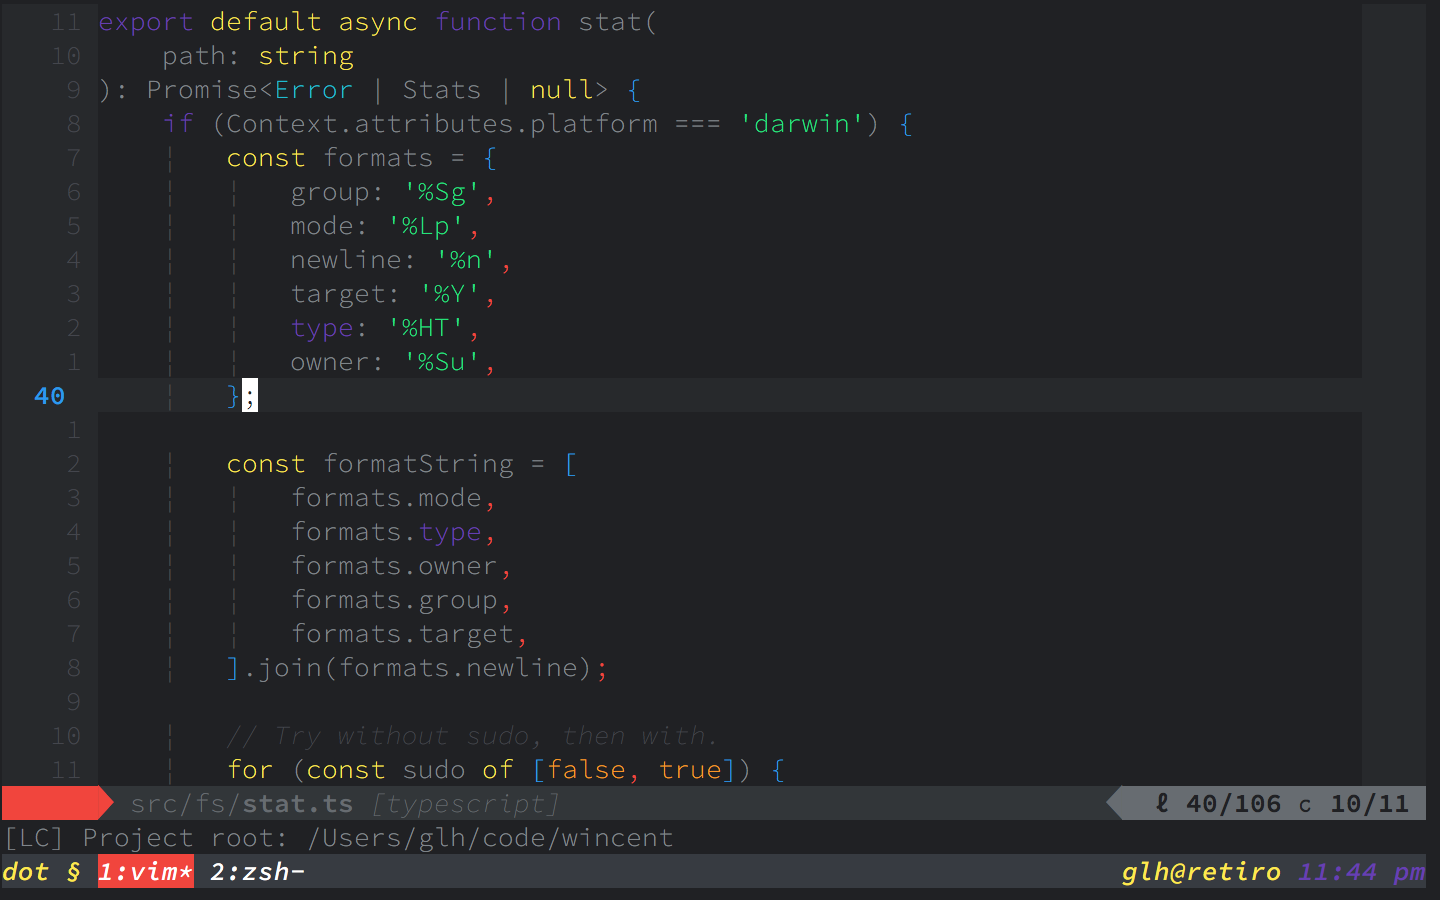 11 export default async function stat(
10     path: string
9 ): Promise<Error | Stats | null> {
8     if (Context.attributes.platform === 'darwin') {
7     ¦   const formats = {
6     ¦   ¦   group: '%Sg',
5     ¦   ¦   mode: '%Lp',
4     ¦   ¦   newline: '%n',
3     ¦   ¦   target: '%Y',
2     ¦   ¦   type: '%HT',
1     ¦   ¦   owner: '%Su',
40     ¦   };
1
2     ¦   const formatString = [
3     ¦   ¦   formats.mode,
4     ¦   ¦   formats.type,
5     ¦   ¦   formats.owner,
6     ¦   ¦   formats.group,
7     ¦   ¦   formats.target,
8     ¦   ].join(formats.newline);
9
10     ¦   // Try without sudo, then with.
11     ¦   for (const sudo of [false, true]) {
src/fs/stat.ts [typescript] ℓ 40/106 c 10/11
[LC] Project root: /Users/glh/code/wincent
dot § 1:vim* 2:zsh- glh@retiro 11:44 pm